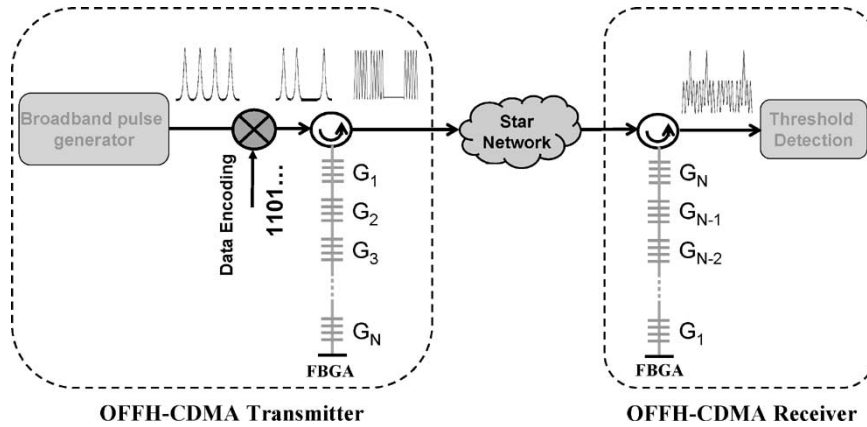 Broadband pulse
generator
Data Encoding
1101...
G1
G2
G3
GN
FBGA
OFFH-CDMA Transmitter
Star
Network
GN
GN-1
GN-2
G1
FBGA
Threshold
Detection
OFFH-CDMA Receiver